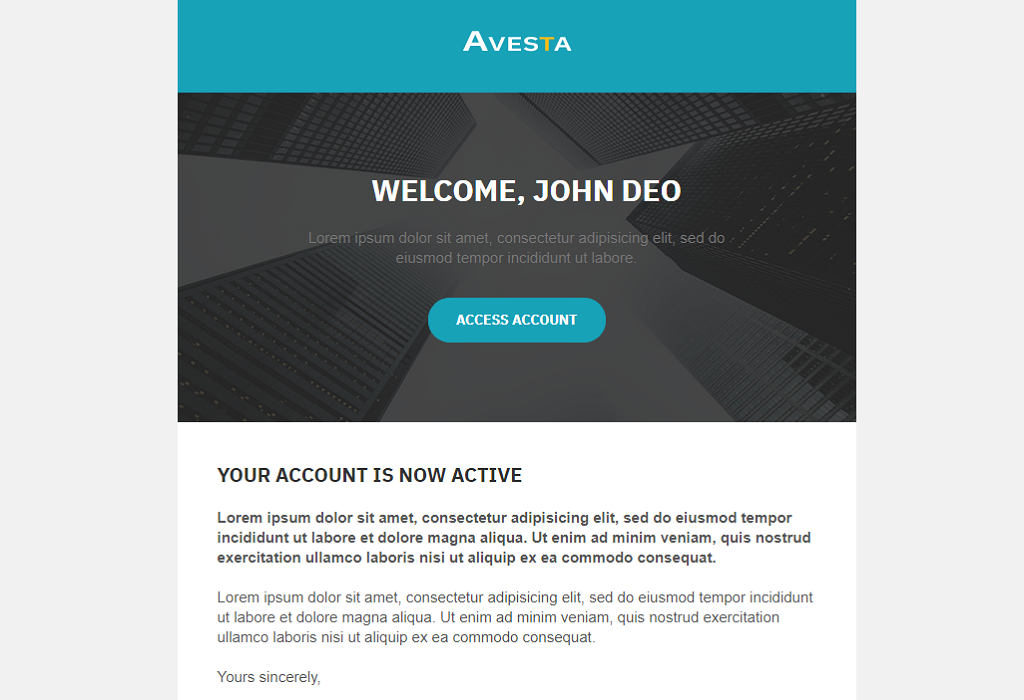 AVESTA
WELCOME, JOHN DEO
Lorem ipsum dolor sit amet, consectetur adipisicing elit, sed do
eiusmod tempor incididunt ut labore.
ACCESS ACCOUNT
YOUR ACCOUNT IS NOW ACTIVE
Lorem ipsum dolor sit amet, consectetur adipisicing elit, sed do eiusmod tempor
incididunt ut labore et dolore magna aliqua. Ut enim ad minim veniam, quis nostrud
exercitation ullamco laboris nisi ut aliquip ex ea commodo consequat.
Lorem ipsum dolor sit amet, consectetur adipisicing elit, sed do eiusmod tempor incididunt
ut labore et dolore magna aliqua. Ut enim ad minim veniam, quis nostrud exercitation
ullamco laboris nisi ut aliquip ex ea commodo consequat.
Yours sincerely,